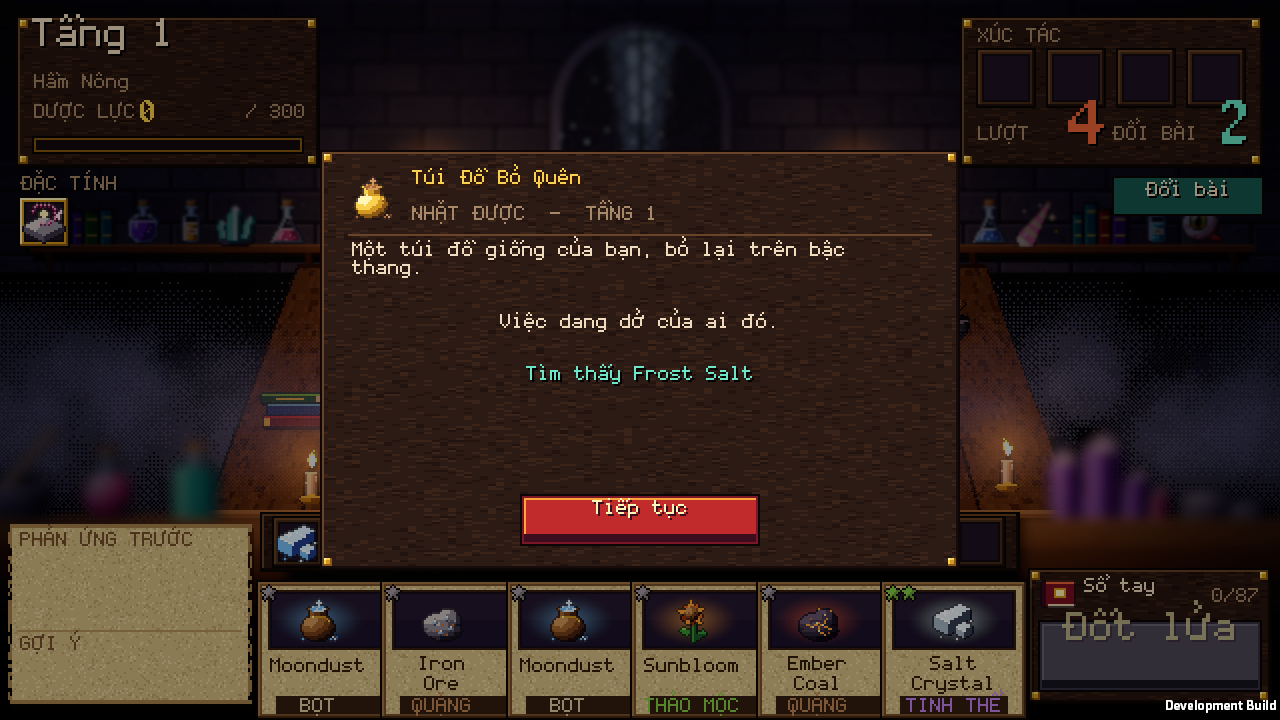 Tầng 1
Hầm Nông
DƯỢC LỰC 0 / 300
ĐẶC TÍNH
XÚC TÁC
LƯỢT 4 ĐỔI BÀI 2
Đổi bài
Túi Đồ Bỏ Quên
NHẶT ĐƯỢC – TẦNG 1
Một túi đồ giống của bạn, bỏ lại trên bậc
thang.
Việc dang dở của ai đó.
Tìm thấy Frost Salt
Tiếp tục
PHẢN ỨNG TRƯỚC
GỢI Ý
Moondust
BỘT
Iron
Ore
QUẶNG
Moondust
BỘT
Sunbloom
THẢO MỘC
Ember
Coal
QUẶNG
Salt
Crystal
TINH THỂ
Sổ tay
0/87
Đốt lửa
Development Build